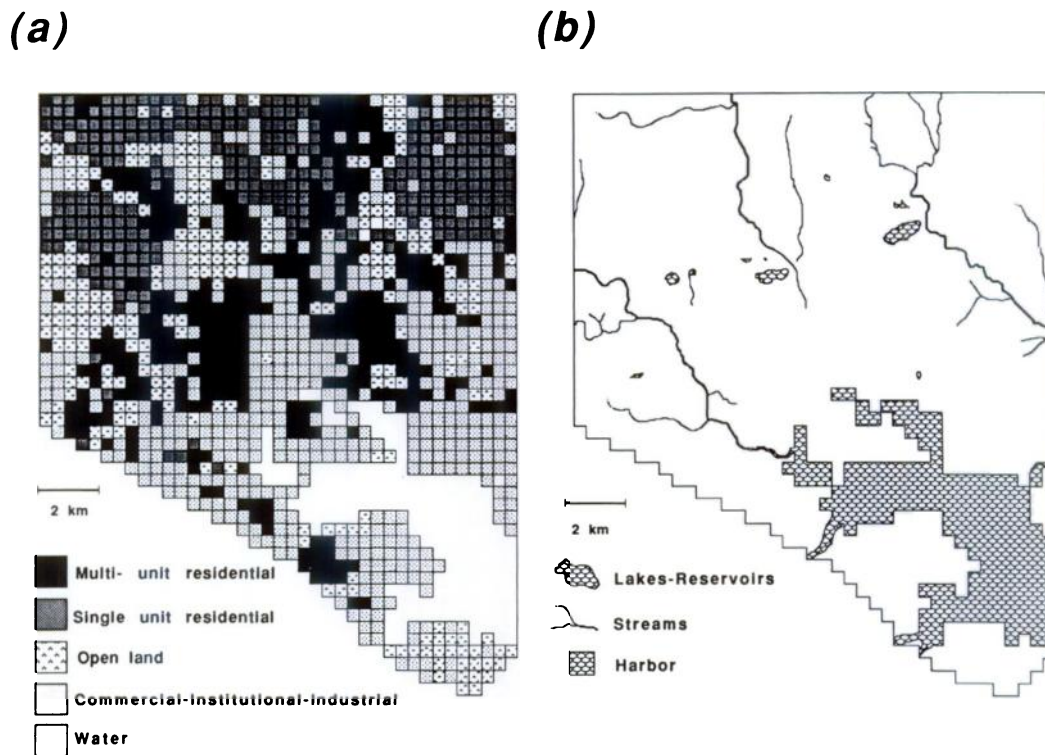 (a)
(b)
2 km
Multi- unit residential
Single unit residential
Open land
Commercial-Institutional-Industrial
Water
2 km
Lakes-Reservoirs
Streams
Harbor